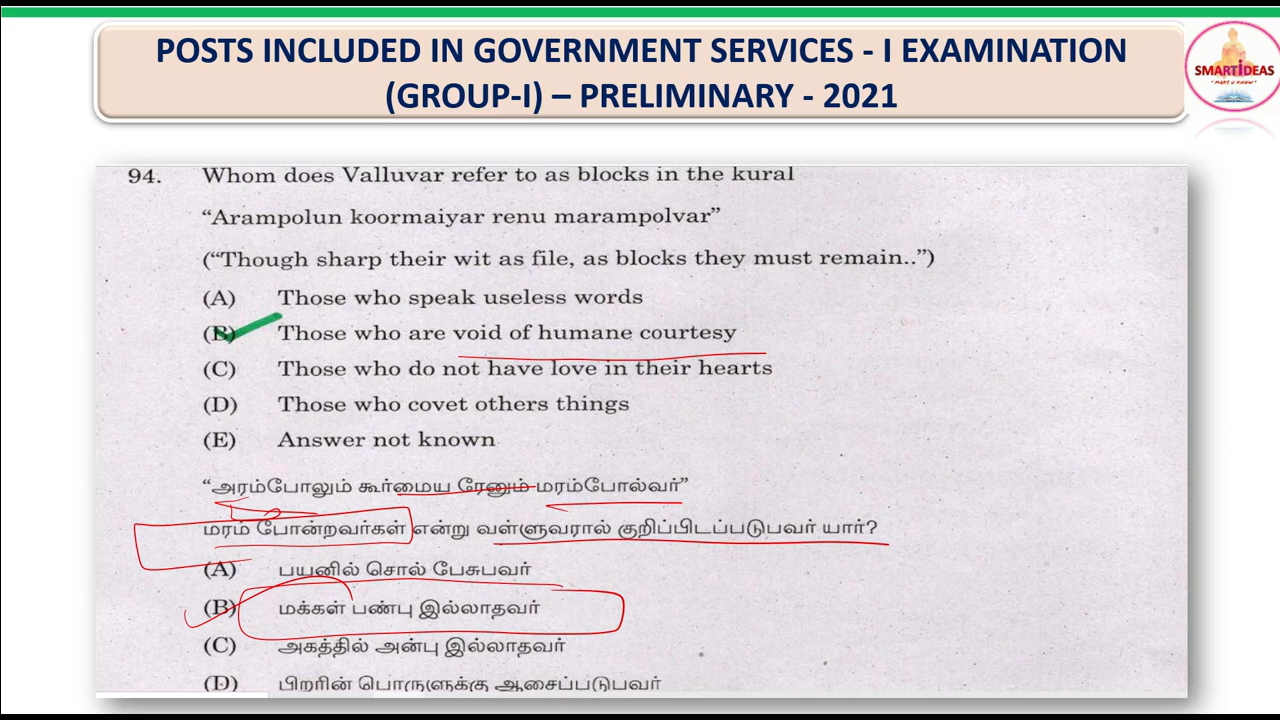 POSTS INCLUDED IN GOVERNMENT SERVICES - I EXAMINATION
(GROUP-I) – PRELIMINARY - 2021
SMARTIDEAS
94. Whom does Valluvar refer to as blocks in the kural
“Arampolun koormaiyar renu marampolvar”
(“Though sharp their wit as file, as blocks they must remain..”)
(A) Those who speak useless words
(B) Those who are void of humane courtesy
(C) Those who do not have love in their hearts
(D) Those who covet others things
(E) Answer not known
“அரம்போலும் கூர்மைய ரேனும் மரம்போல்வர்”
மரம் போன்றவர்கள் என்று வள்ளுவரால் குறிப்பிடப்படுபவர் யார்?
(A) பயனில் சொல் பேசுபவர்
(B) மக்கள் பண்பு இல்லாதவர்
(C) அகத்தில் அன்பு இல்லாதவர்
(D) பிறரின் பொருளுக்கு ஆசைப்படுபவர்